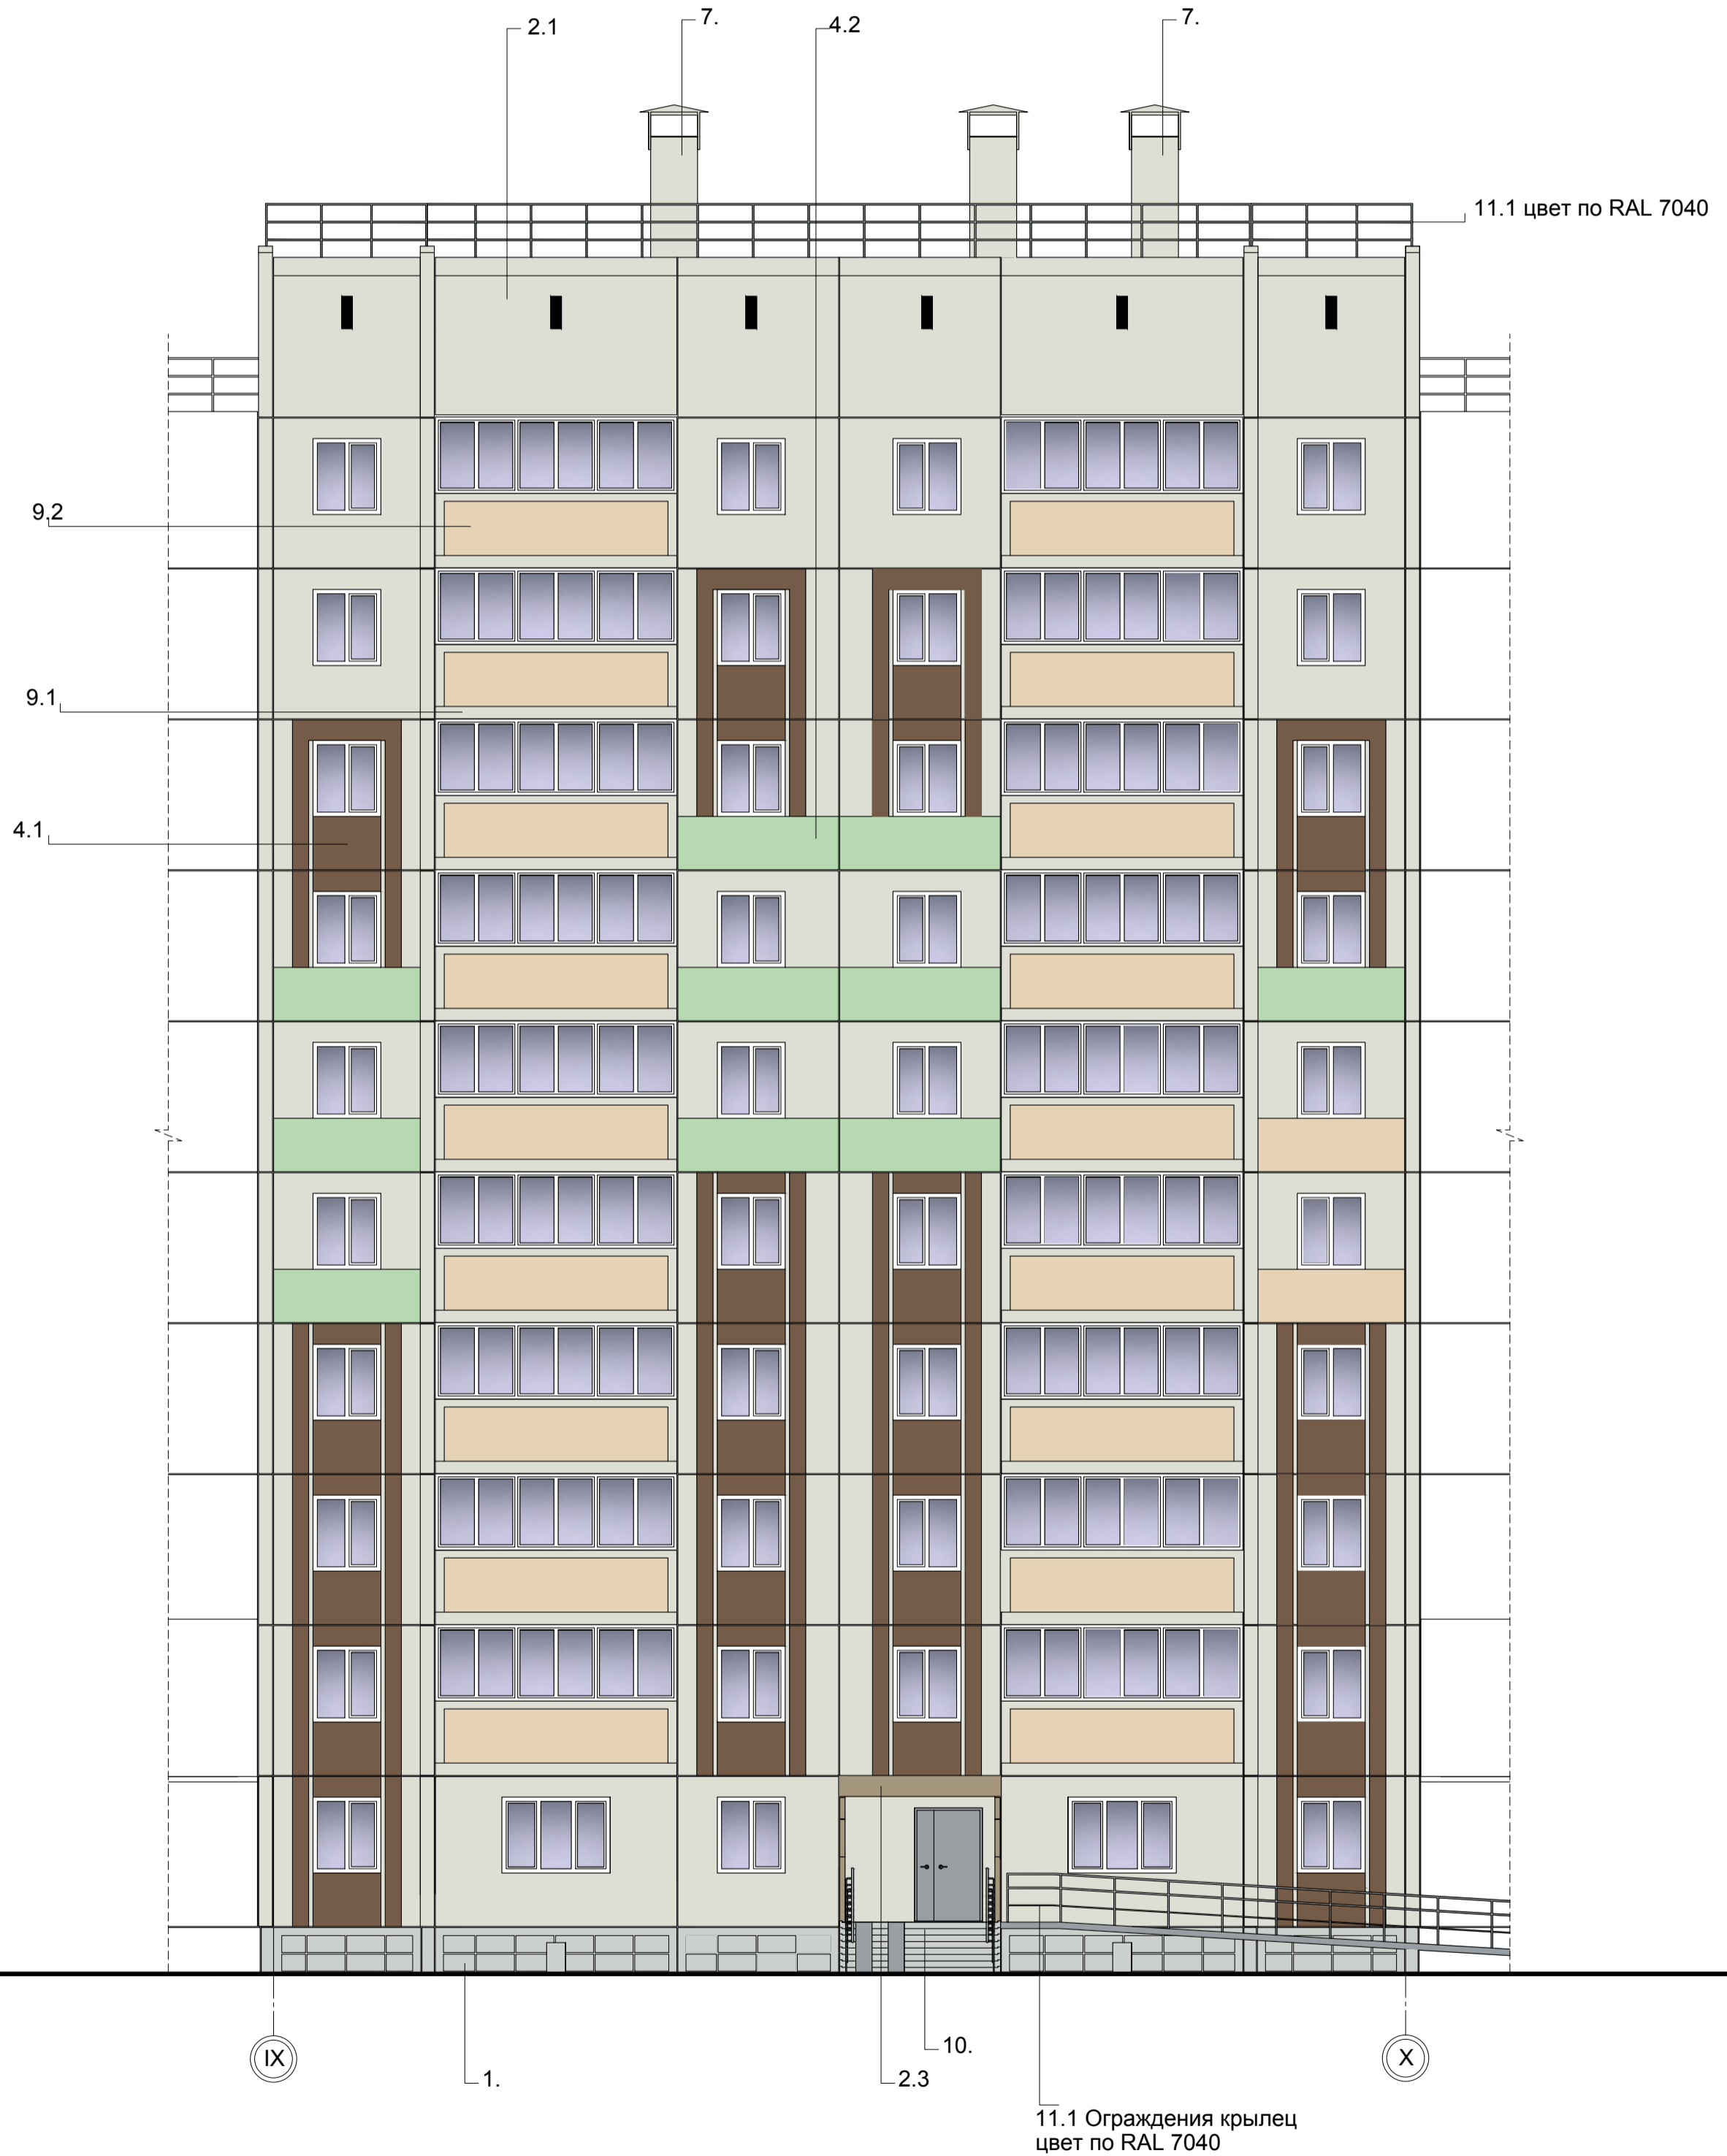 7.
7.
4.2
2.1
11.1 цвет по RAL 7040
9.2
9.1
4.1
10.
IX
X
1.
2.3
11.1 Ограждения крылец
цвет по RAL 7040